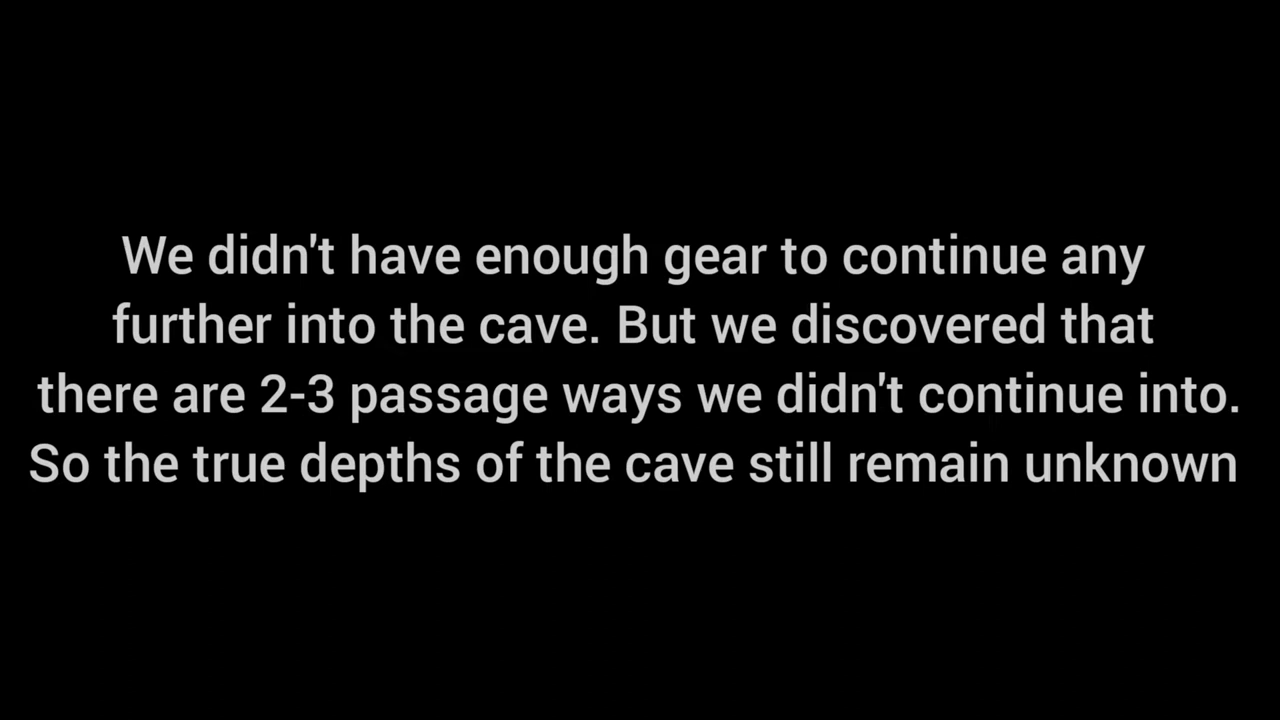 We didn't have enough gear to continue any
further into the cave. But we discovered that
there are 2-3 passage ways we didn't continue into.
So the true depths of the cave still remain unknown